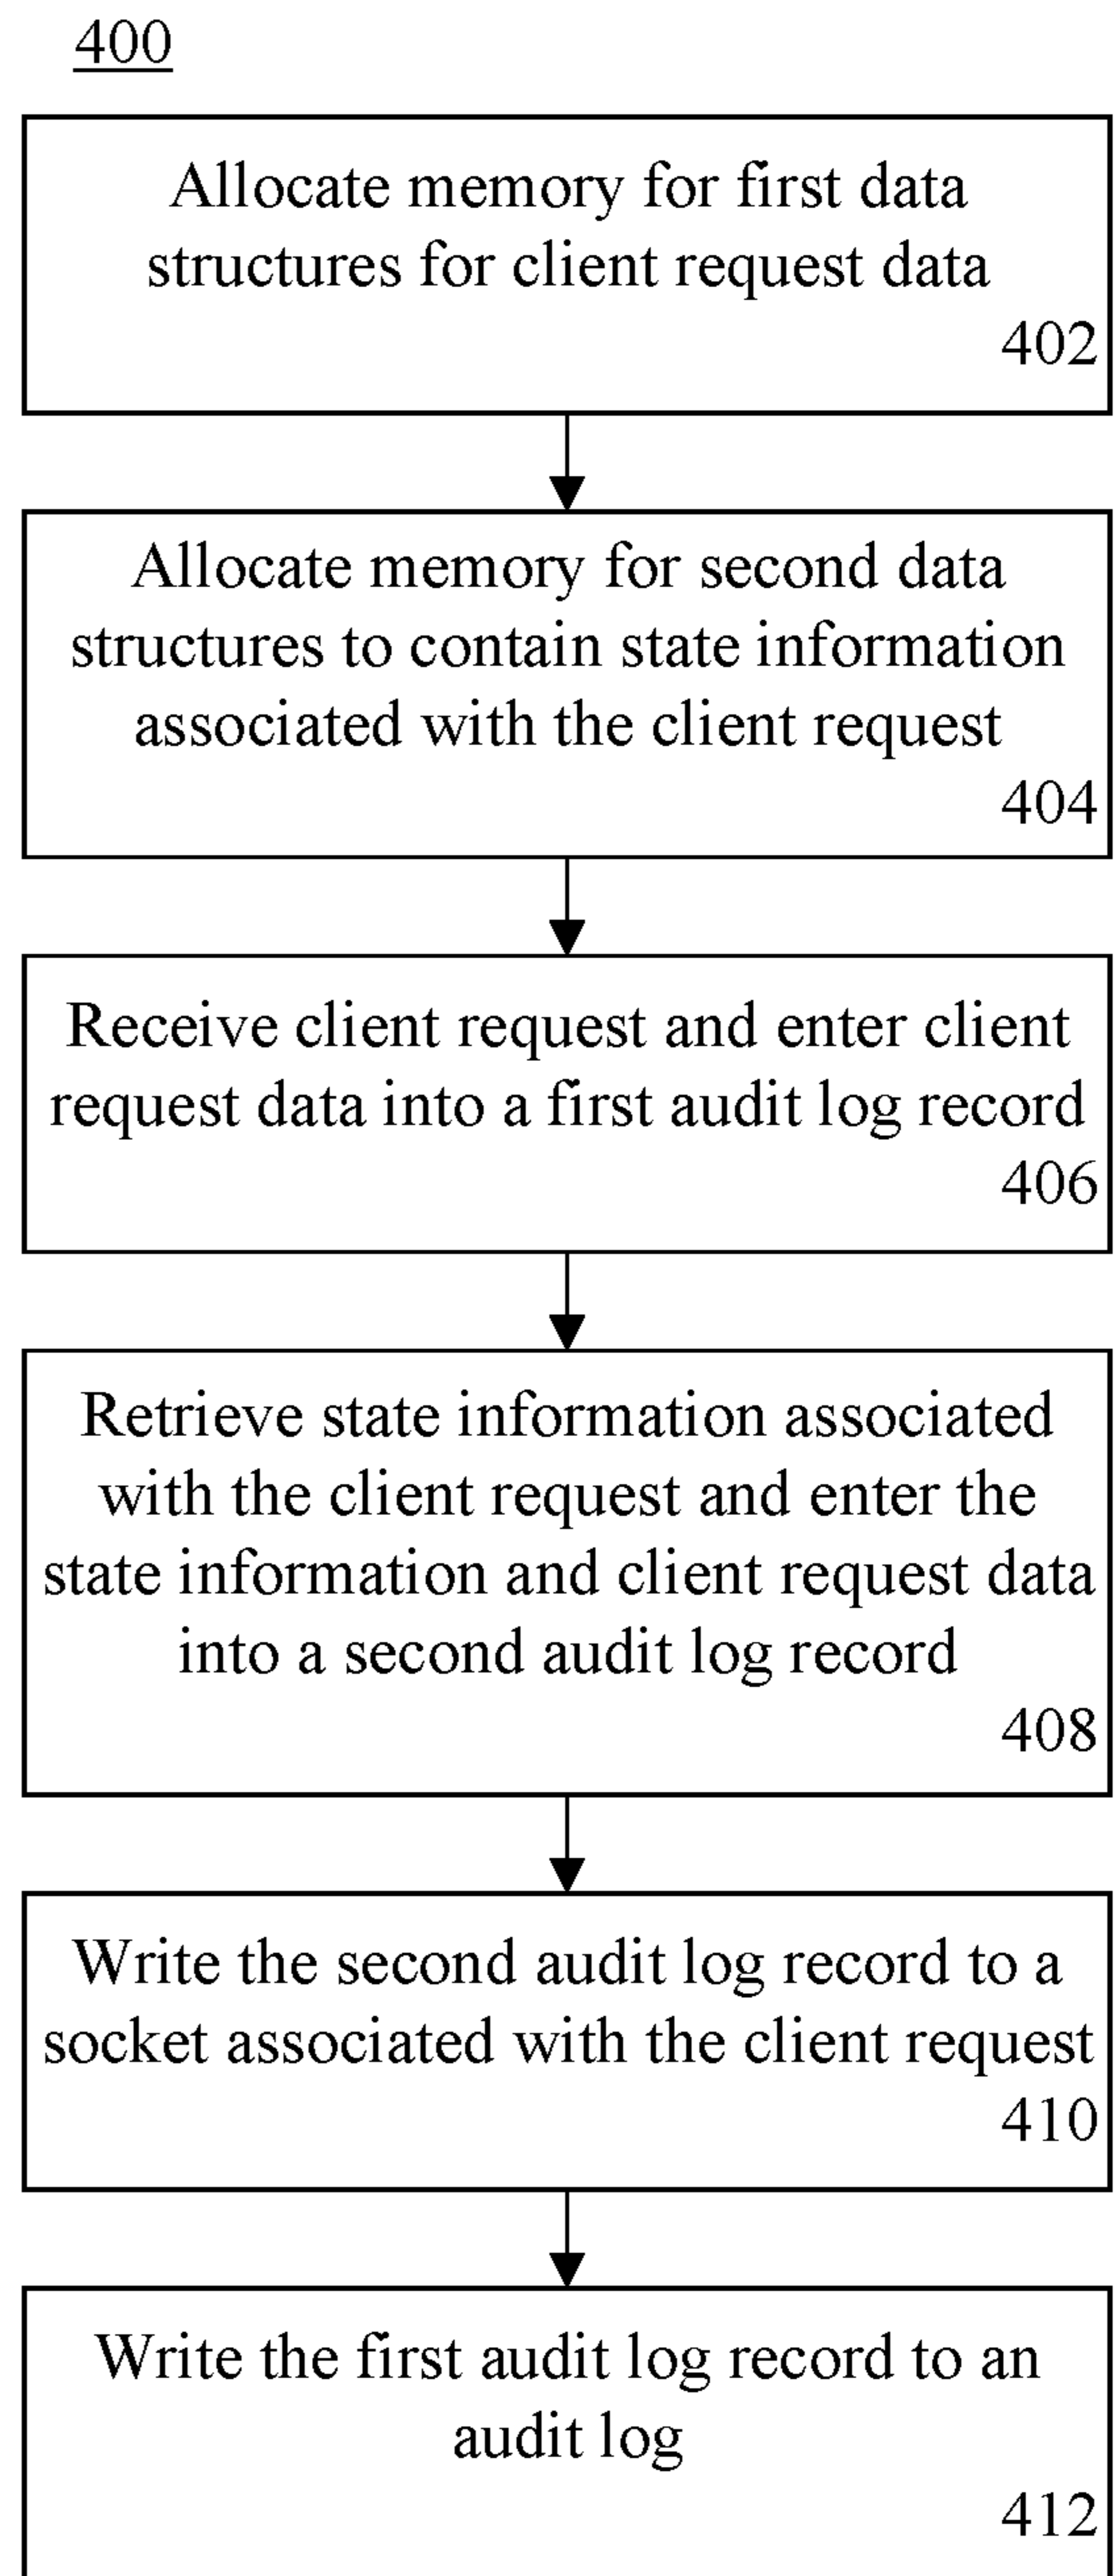 400
Allocate memory for first data
structures for client request data
402
Allocate memory for second data
structures to contain state information
associated with the client request
404
Receive client request and enter client
request data into a first audit log record
406
Retrieve state information associated
with the client request and enter the
state information and client request data
into a second audit log record
408
Write the second audit log record to a
socket associated with the client request
410
Write the first audit log record to an
audit log
412